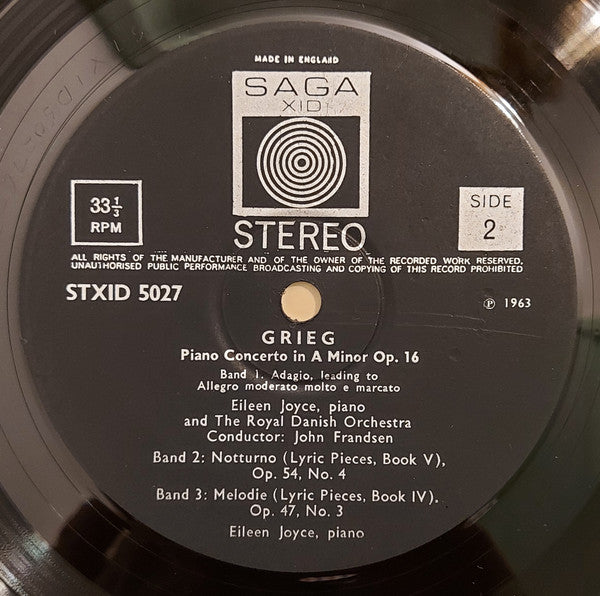 MADE IN ENGLAND
SAGA
XID
33 1/3
RPM
SIDE
2
STEREO
ALL RIGHTS OF THE MANUFACTURER AND OF THE OWNER OF THE RECORDED WORK RESERVED.
UNAUTHORISED PUBLIC PERFORMANCE BROADCASTING AND COPYING OF THIS RECORD PROHIBITED
STXID 5027
℗ 1963
GRIEG
Piano Concerto in A Minor Op. 16
Band 1. Adagio, leading to
Allegro moderato molto e marcato
Eileen Joyce, piano
and The Royal Danish Orchestra
Conductor: John Frandsen
Band 2: Notturno (Lyric Pieces, Book V),
Op. 54, No. 4
Band 3: Melodie (Lyric Pieces, Book IV),
Op. 47, No. 3
Eileen Joyce, piano